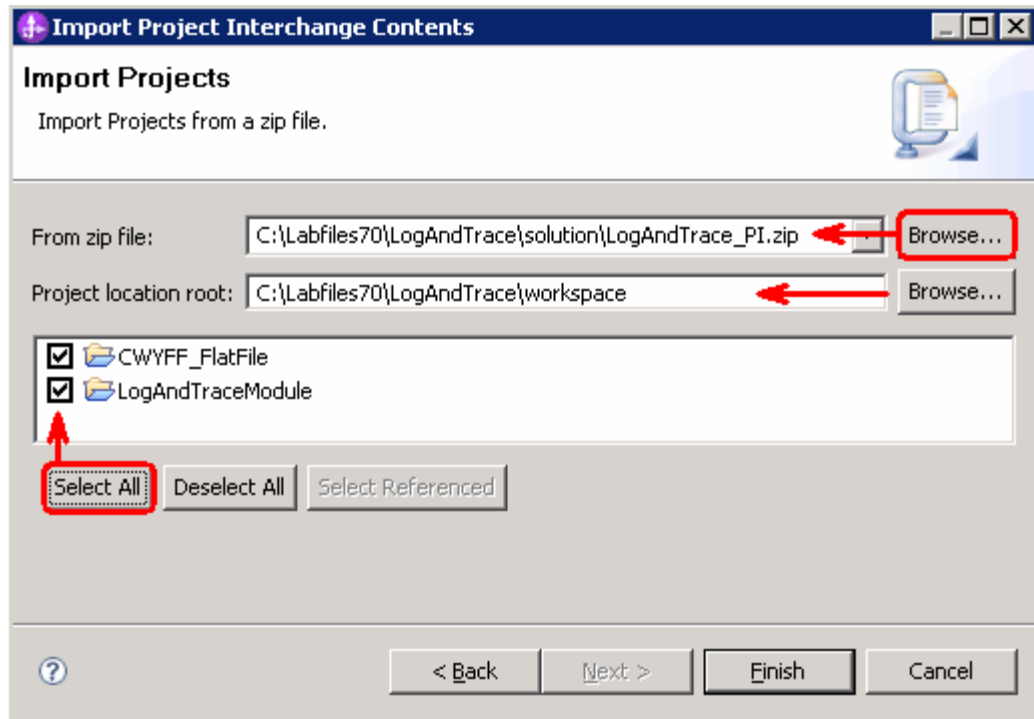 Import Project Interchange Contents
Import Projects
Import Projects from a zip file.
From zip file: C:\Labfiles70\LogAndTrace\solution\LogAndTrace_PI.zip Browse...
Project location root: C:\Labfiles70\LogAndTrace\workspace Browse...
CWYFF_FlatFile
LogAndTraceModule
Select All Deselect All Select Referenced
? < Back Next > Finish Cancel